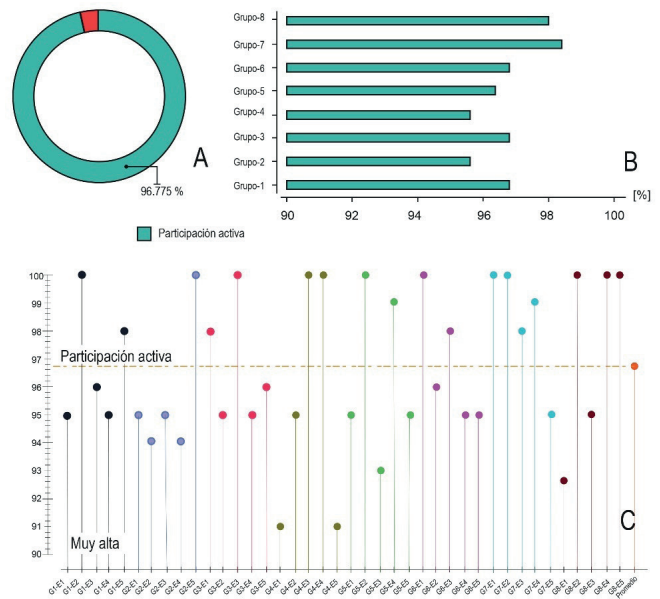 A
96.775 %
Participación activa
Grupo-8
Grupo-7
Grupo-6
Grupo-5
Grupo-4
Grupo-3
Grupo-2
Grupo-1
B
90 92 94 96 98 100 [%]
100
99
98
97
96
95
94
93
92
91
90
Participación activa
Muy alta
C
G1-E1 G1-E2 G1-E3 G1-E4 G1-E5 G2-E1 G2-E2 G2-E3 G2-E4 G2-E5 G3-E1 G3-E2 G3-E3 G3-E4 G3-E5 G4-E1 G4-E2 G4-E3 G4-E4 G4-E5 G5-E1 G5-E2 G5-E3 G5-E4 G5-E5 G6-E1 G6-E2 G6-E3 G6-E4 G6-E5 G7-E1 G7-E2 G7-E3 G7-E4 G7-E5 G8-E1 G8-E2 G8-E3 G8-E4 G8-E5 Promedio